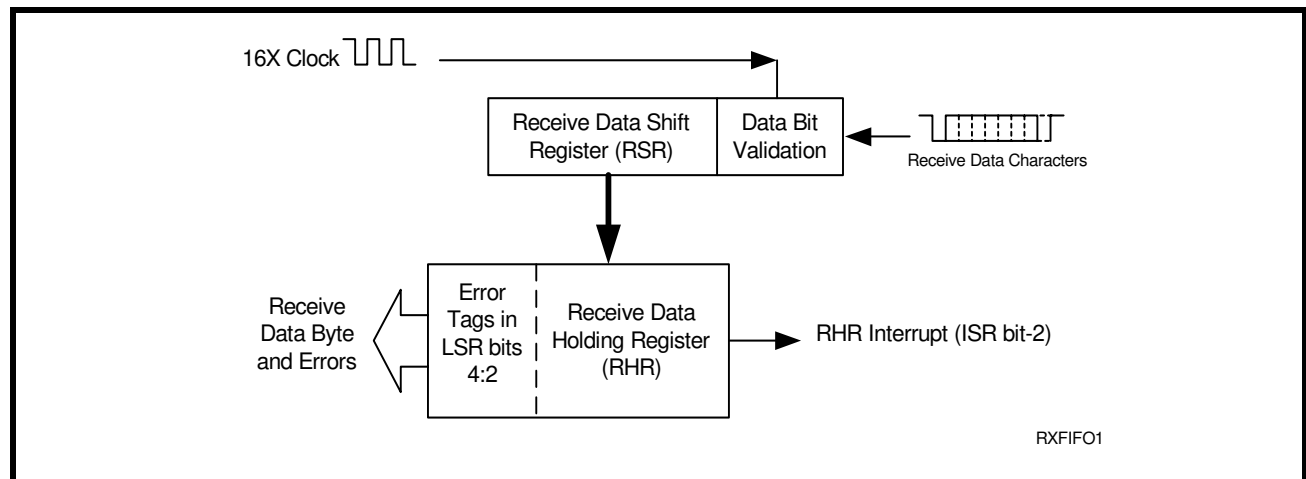 16X Clock
Receive Data Shift
Register (RSR)
Data Bit
Validation
Receive Data Characters
Receive
Data Byte
and Errors
Error
Tags in
LSR bits
4:2
Receive Data
Holding Register
(RHR)
RHR Interrupt (ISR bit-2)
RXFIFO1